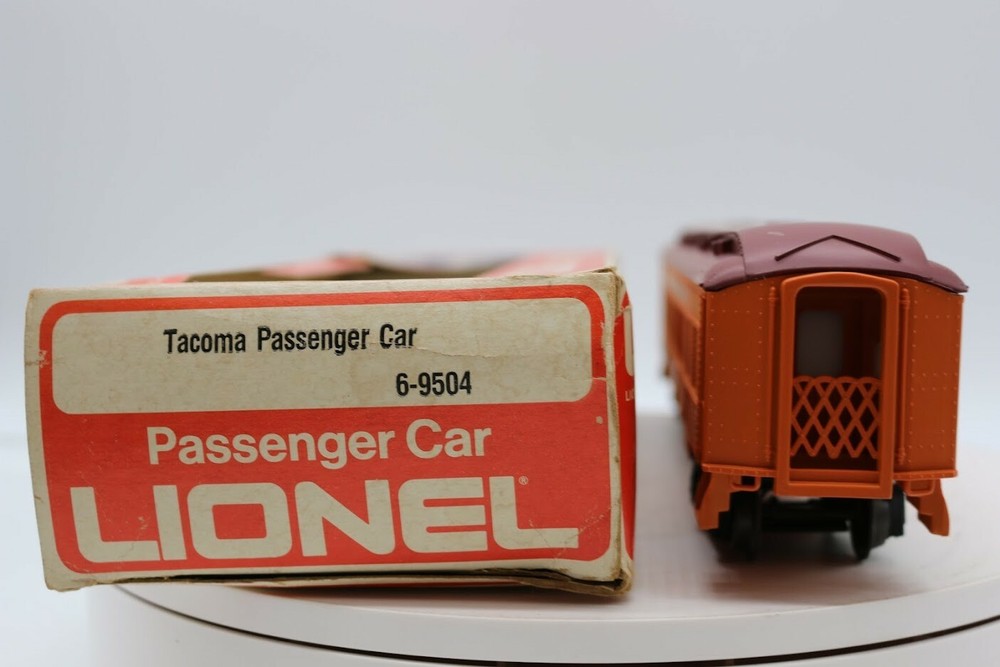 Tacoma Passenger Car
6-9504
Passenger Car
LIONEL®